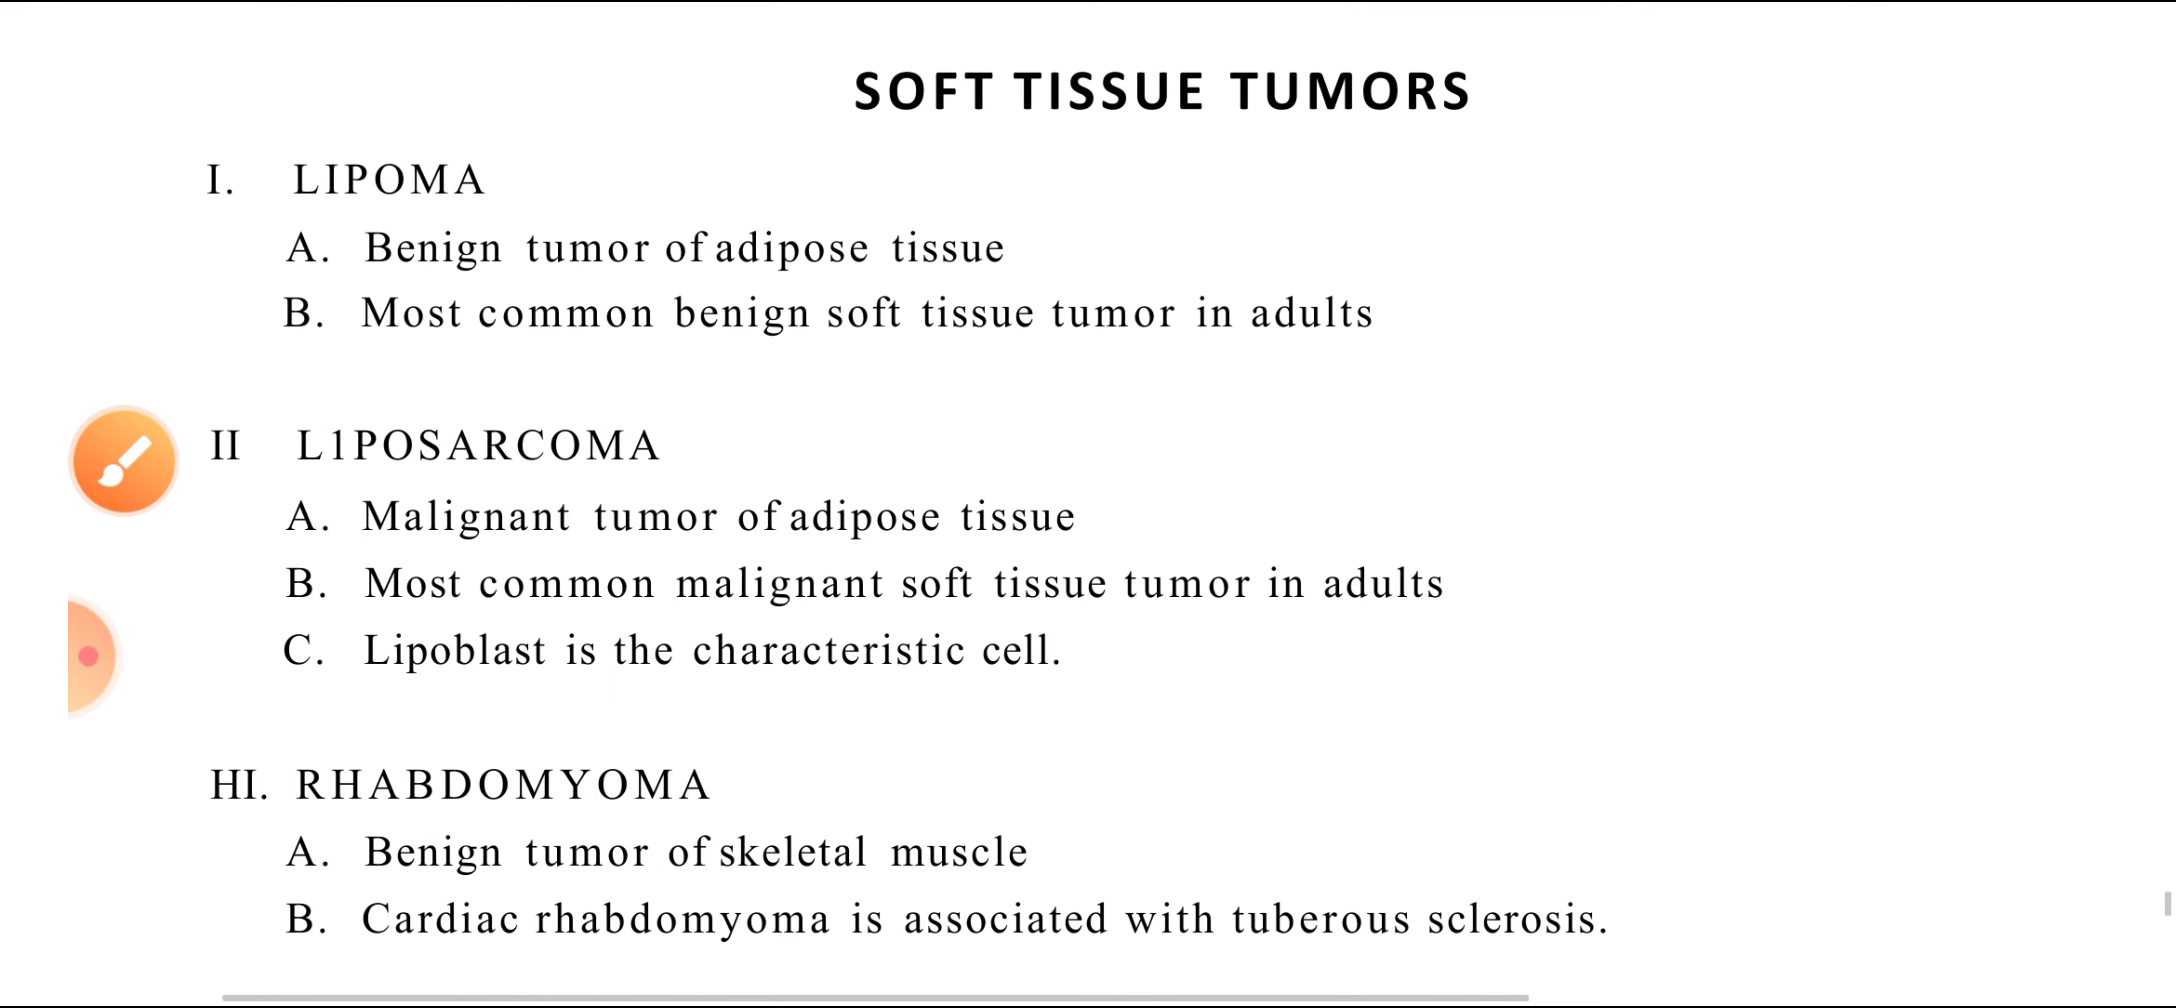 SOFT TISSUE TUMORS
I. LIPOMA
A. Benign tumor of adipose tissue
B. Most common benign soft tissue tumor in adults
II L1POSARCOMA
A. Malignant tumor of adipose tissue
B. Most common malignant soft tissue tumor in adults
C. Lipoblast is the characteristic cell.
HI. RHABDOMYOMA
A. Benign tumor of skeletal muscle
B. Cardiac rhabdomyoma is associated with tuberous sclerosis.